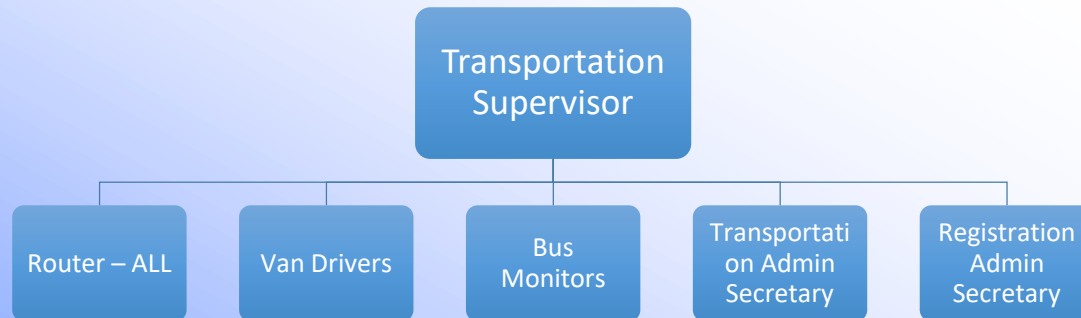 Transportation
Supervisor
Router – ALL
Van Drivers
Bus
Monitors
Transportati
on Admin
Secretary
Registration
Admin
Secretary